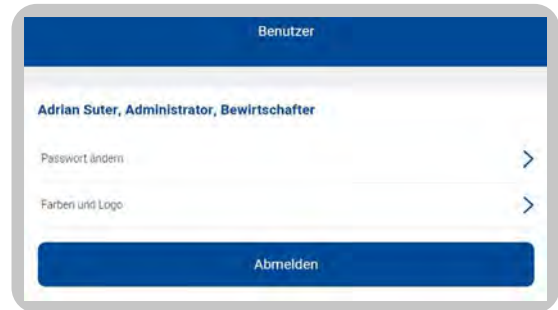 Benutzer
Adrian Suter, Administrator, Bewirtschafter
Passwort ändern
Farben und Logo
Abmelden